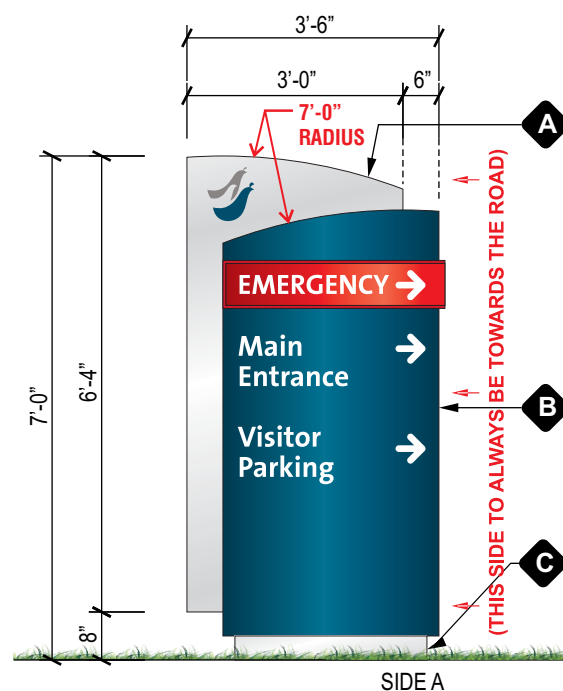 3’-6”
3’-0”
6”
7’-0”
RADIUS
A
EMERGENCY
Main
Entrance
Visitor
Parking
7’-0”
6’-4”
8”
(THIS SIDE TO ALWAYS BE TOWARDS THE ROAD)
B
C
SIDE A